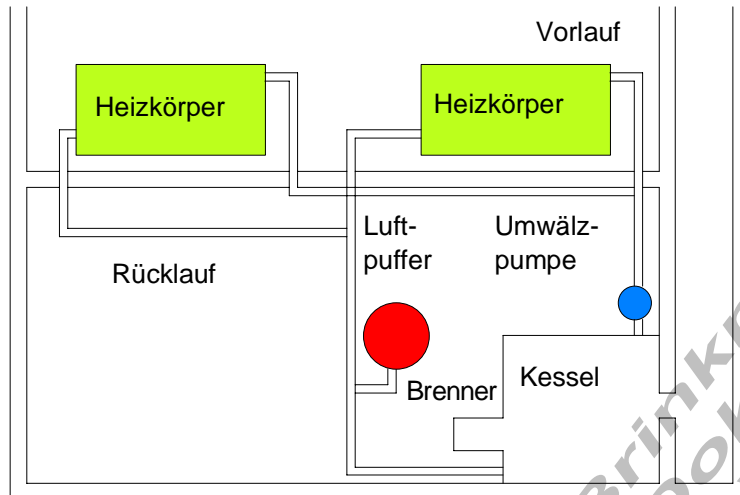 Vorlauf
Heizkörper
Heizkörper
Luft-
puffer
Umwälz-
pumpe
Rücklauf
Brenner
Kessel